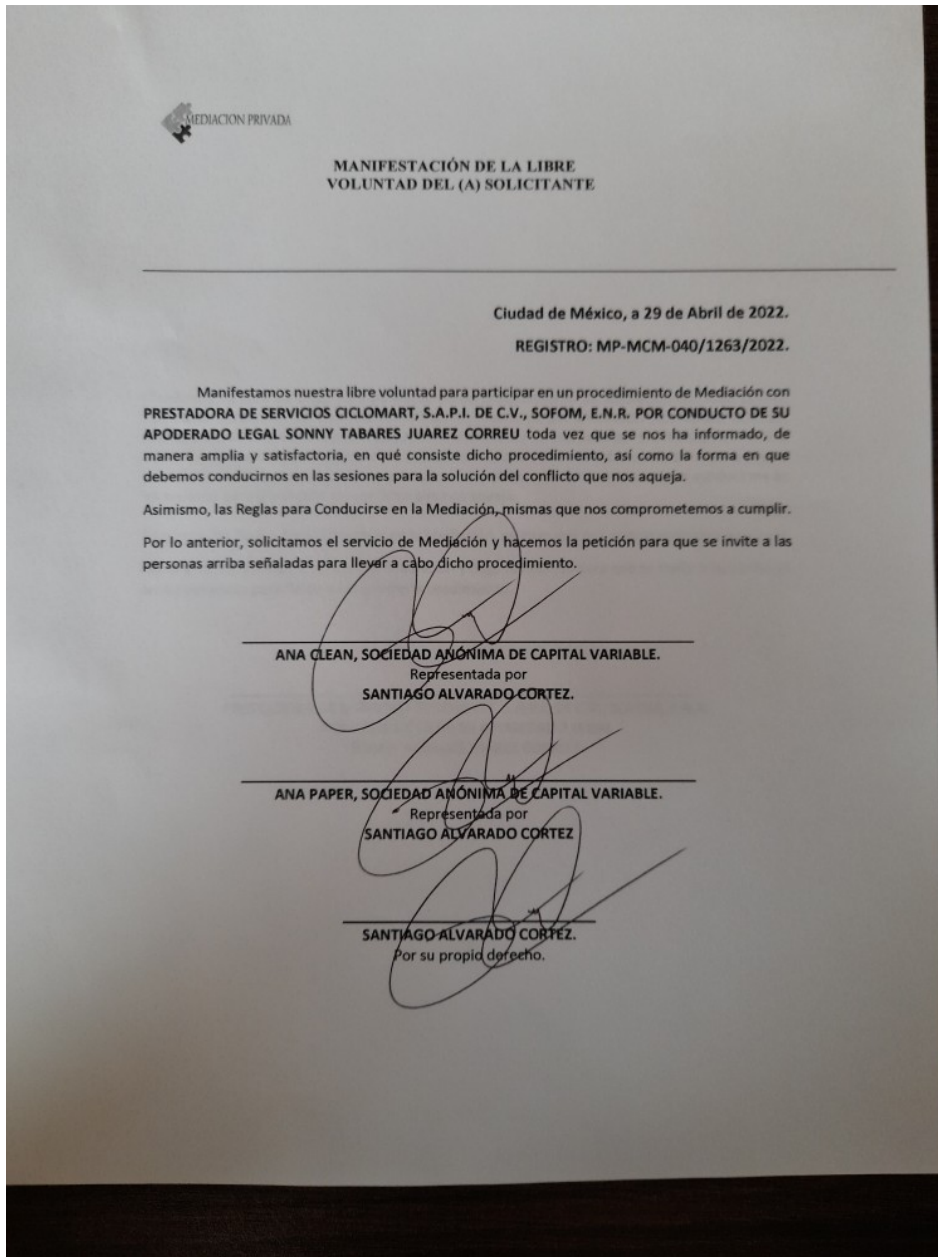 MEDIACION PRIVADA
MANIFESTACIÓN DE LA LIBRE
VOLUNTAD DEL (A) SOLICITANTE
Ciudad de México, a 29 de Abril de 2022.
REGISTRO: MP-MCM-040/1263/2022.
Manifestamos nuestra libre voluntad para participar en un procedimiento de Mediación con
PRESTADORA DE SERVICIOS CICLOMART, S.A.P.I. DE C.V., SOFOM, E.N.R. POR CONDUCTO DE SU
APODERADO LEGAL SONNY TABARES JUAREZ CORREU toda vez que se nos ha informado, de
manera amplia y satisfactoria, en qué consiste dicho procedimiento, así como la forma en que
debemos conducirnos en las sesiones para la solución del conflicto que nos aqueja.
Asimismo, las Reglas para Conducirse en la Mediación, mismas que nos comprometemos a cumplir.
Por lo anterior, solicitamos el servicio de Mediación y hacemos la petición para que se invite a las
personas arriba señaladas para llevar a cabo dicho procedimiento.
ANA CLEAN, SOCIEDAD ANÓNIMA DE CAPITAL VARIABLE.
Representada por
SANTIAGO ALVARADO CORTEZ.
ANA PAPER, SOCIEDAD ANÓNIMA DE CAPITAL VARIABLE.
Representada por
SANTIAGO ALVARADO CORTEZ
SANTIAGO ALVARADO CORTEZ.
Por su propio derecho.